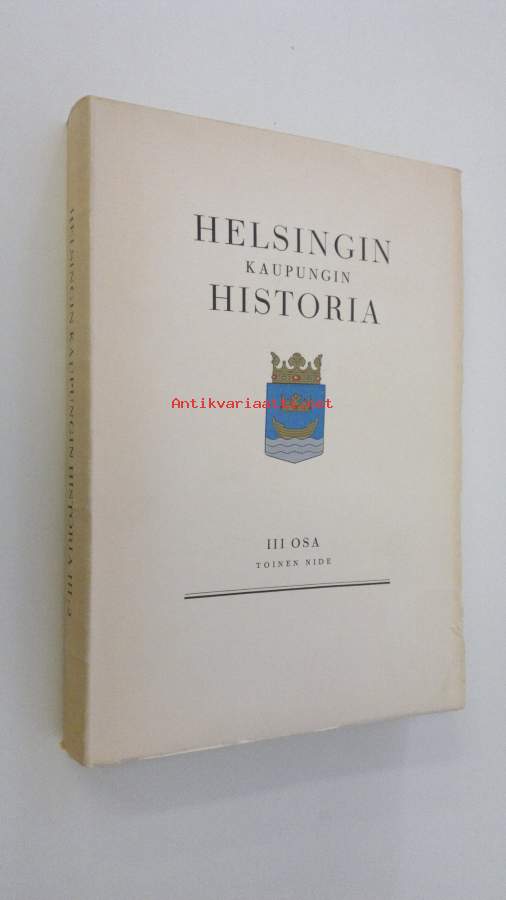 HELSINGIN
KAUPUNGIN
HISTORIA
Antikvariaatti.net
III OSA
TOINEN NIDE
HELSINGIN KAUPUNGIN HISTORIA III:2